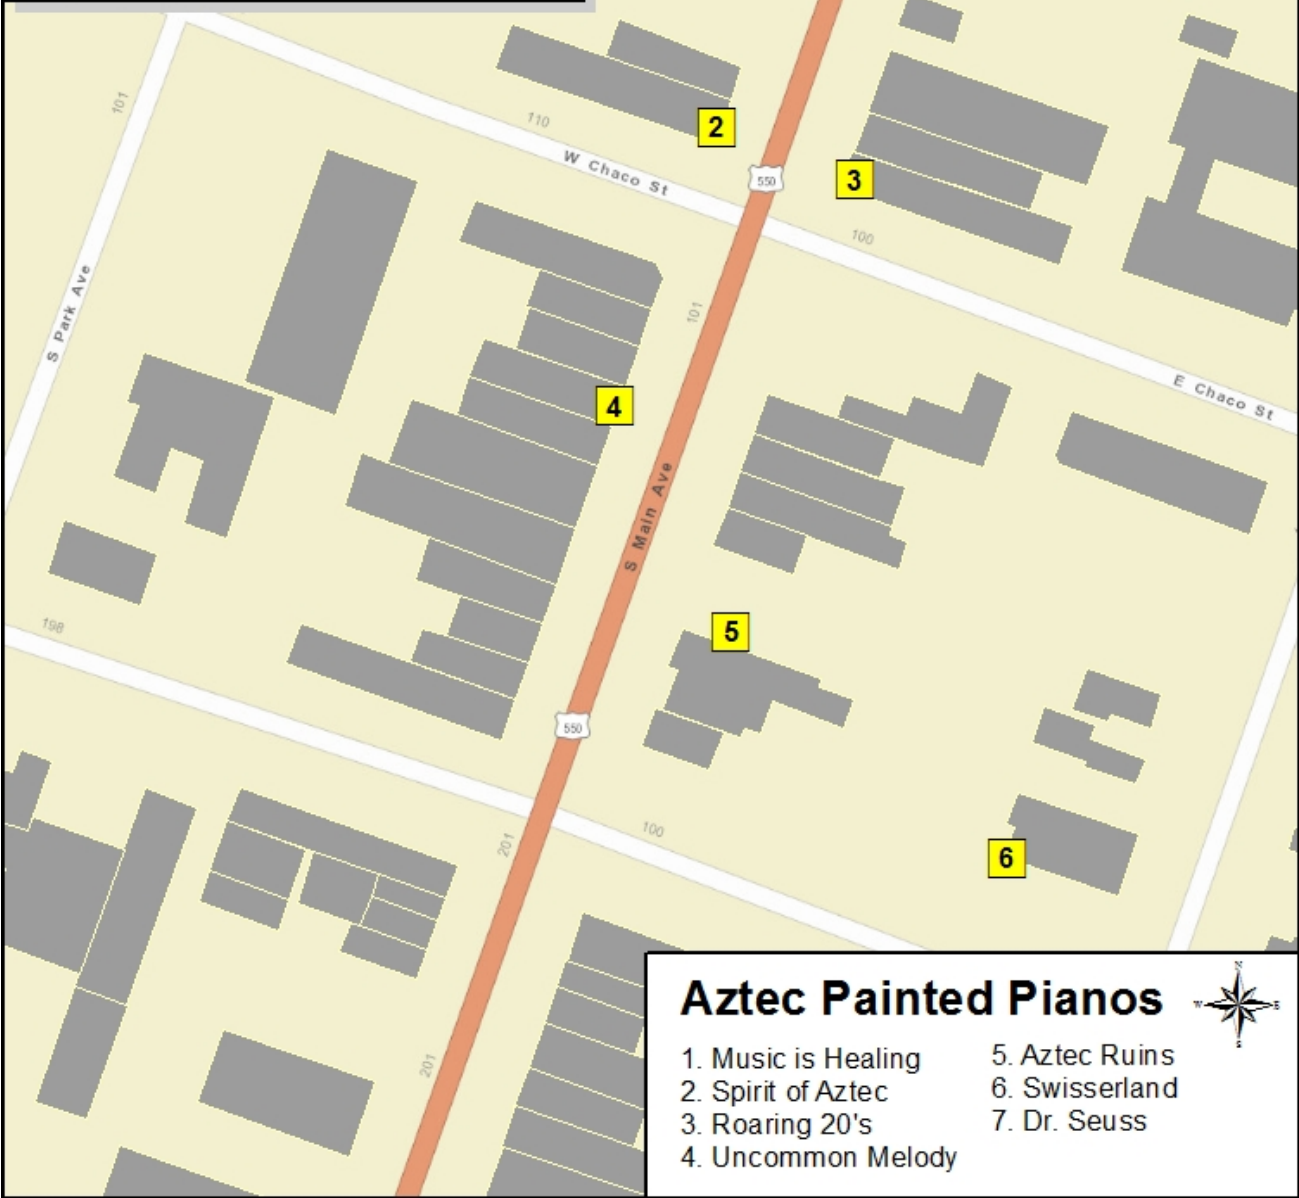 101
110
2
W Chaco St
550
3
100
101
S Park Ave
E Chaco St
4
S Main Ave
198
5
550
201
100
6
201
Aztec Painted Pianos
N
W
E
S
1. Music is Healing
2. Spirit of Aztec
3. Roaring 20's
4. Uncommon Melody
5. Aztec Ruins
6. Swisserland
7. Dr. Seuss